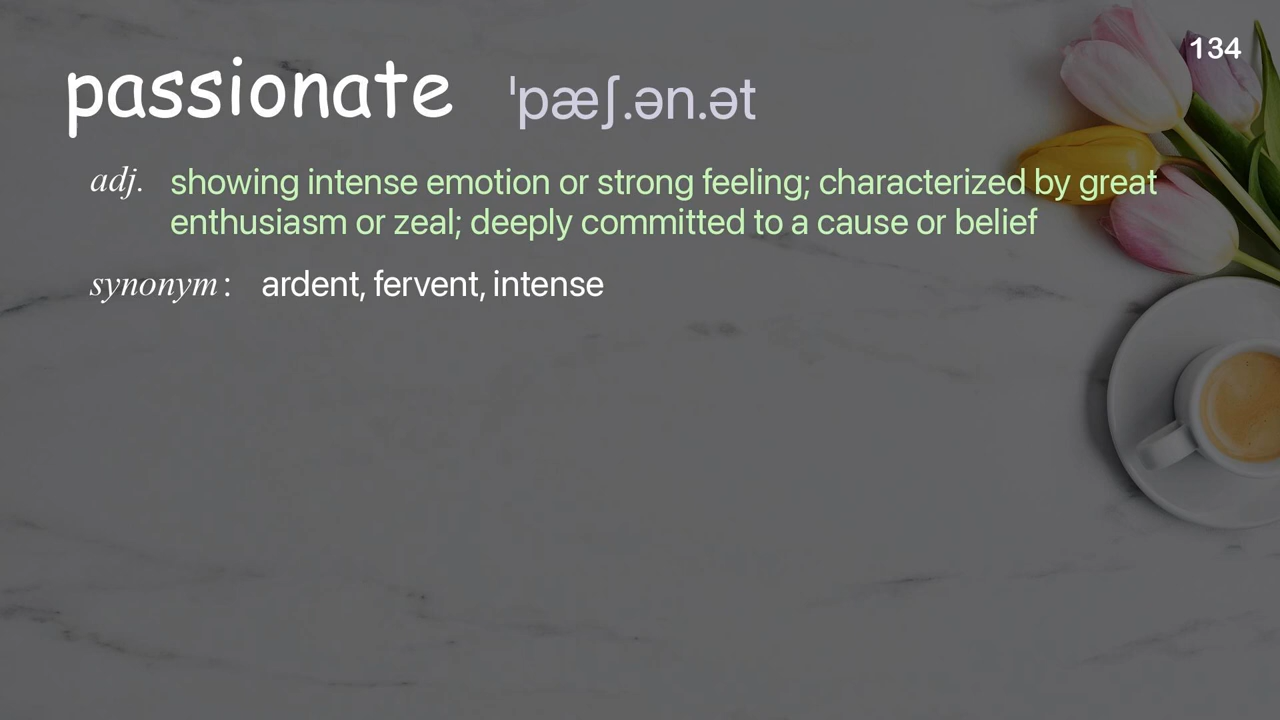 134
passionate ˈpæʃ.ən.ət
adj. showing intense emotion or strong feeling; characterized by great
enthusiasm or zeal; deeply committed to a cause or belief
synonym : ardent, fervent, intense